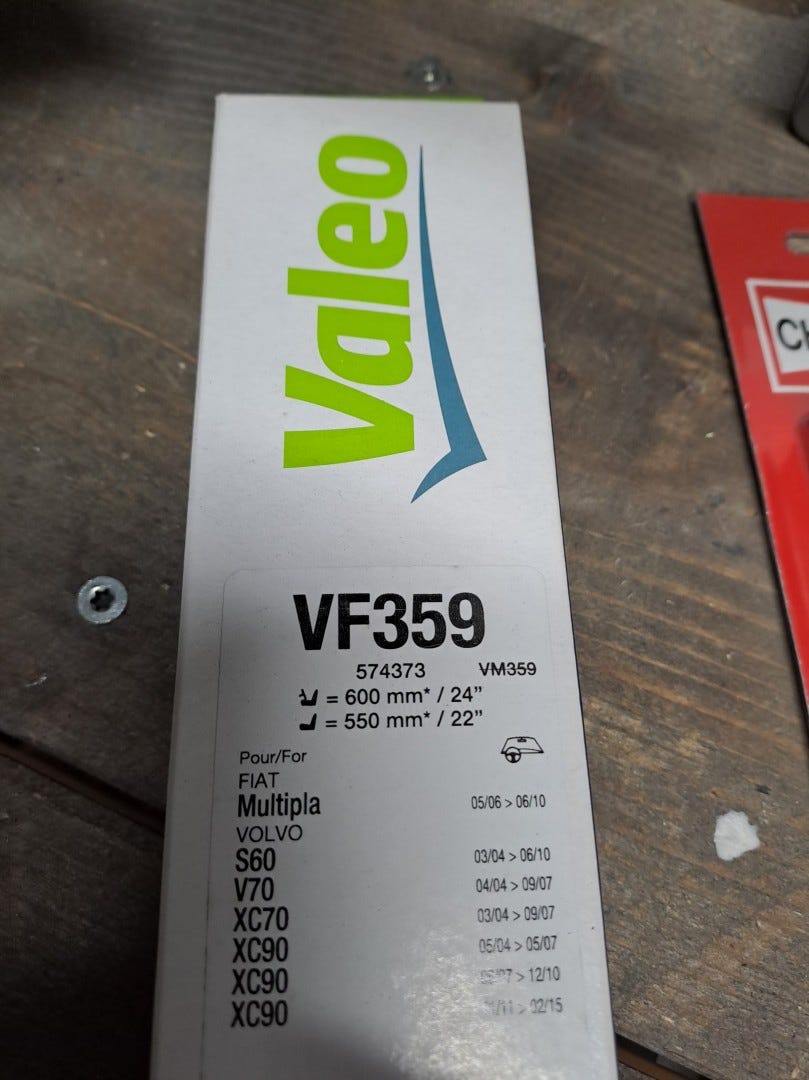 Valeo
VF359
574373 VM359
= 600 mm* / 24”
= 550 mm* / 22”
Pour/For
FIAT
Multipla 05/06 > 06/10
VOLVO
S60 03/04 > 06/10
V70 04/04 > 09/07
XC70 03/04 > 09/07
XC90 05/04 > 05/07
XC90 > 12/10
XC90 > 02/15